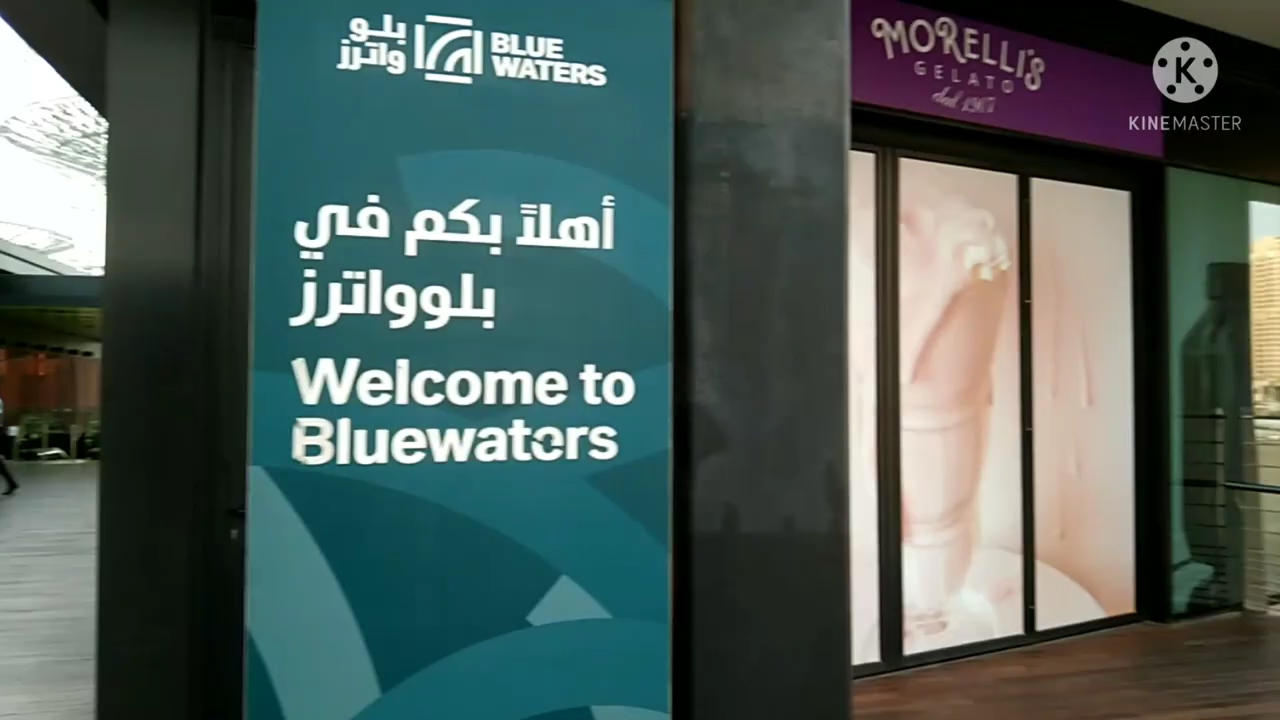 بلو
واترز
BLUE
WATERS
أهلاً بكم في
بلوواترز
Welcome to
Bluewaters
MORELLI'S
GELATO
K
KINEMASTER